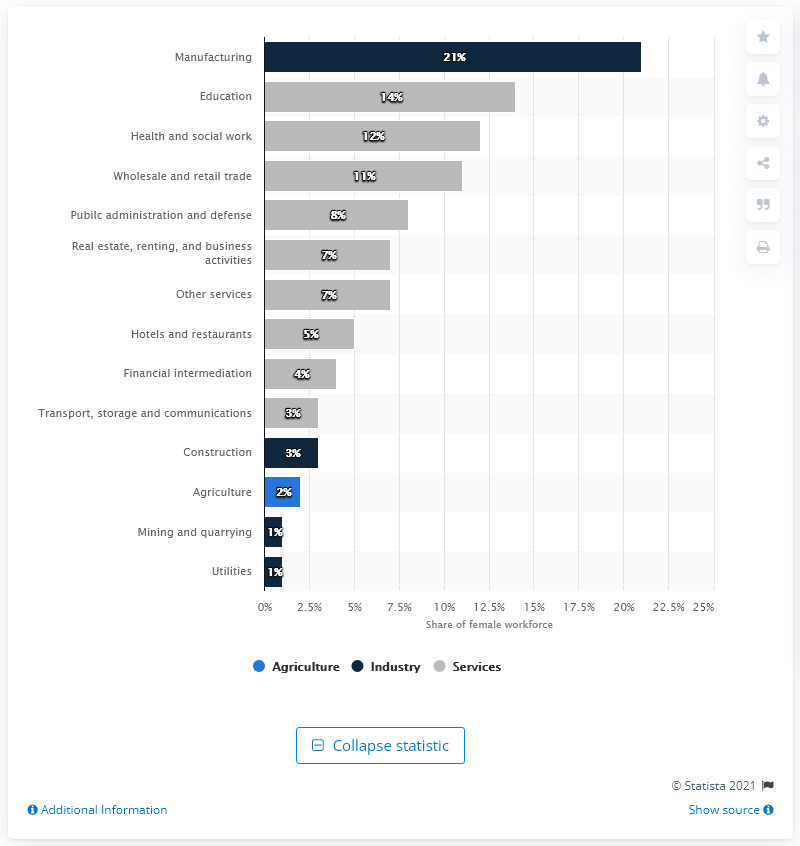 Manufacturing 21%
Education 14%
Health and social work 12%
Wholesale and retail trade 11%
Pubilc administration and defense 8%
Real estate, renting, and business
activities 7%
Other services 7%
Hotels and restaurants 5%
Financial intermediation 4%
Transport, storage and communications 3%
Construction 3%
Agriculture 2%
Mining and quarrying 1%
Utilities 1%
0% 2.5% 5% 7.5% 10% 12.5% 15% 17.5% 20% 22.5% 25%
Share of female workforce
Agriculture Industry Services
Collapse statistic
© Statista 2021
Additional Information Show source